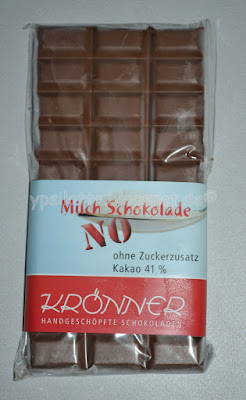 Milch Schokolade
NO
ohne Zuckerzusatz
Kakao 41 %
KRÖNNER
HANDGESCHÖPFTE SCHOKOLADEN